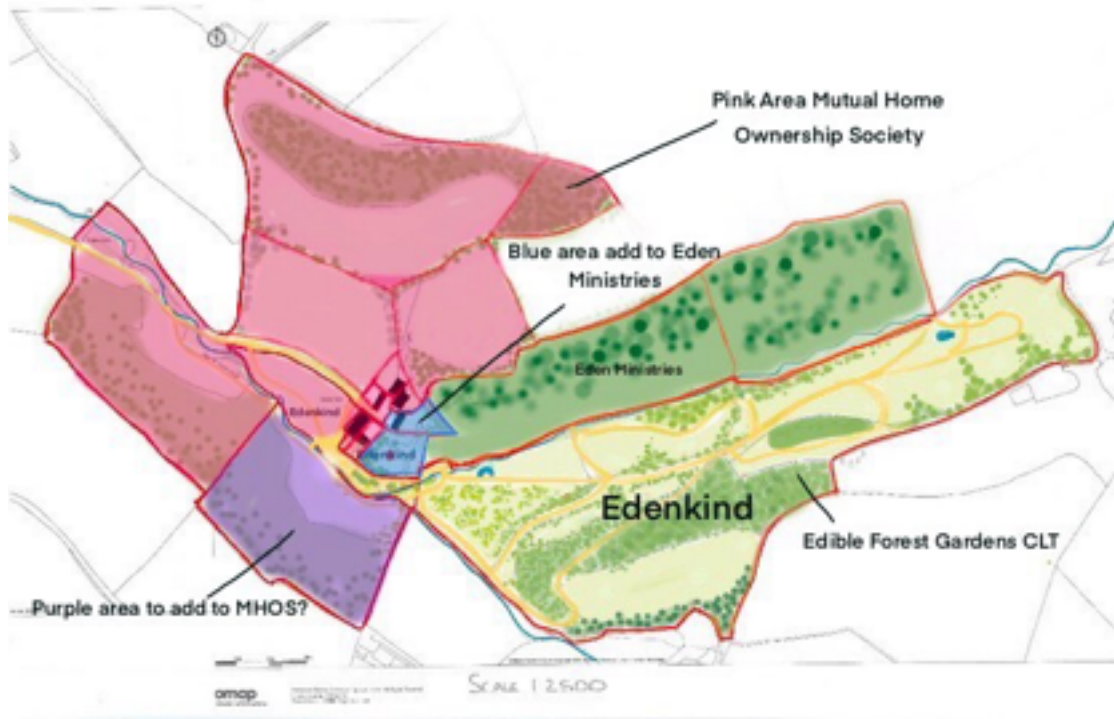 Pink Area Mutual Home
Ownership Society
Blue area add to Eden
Ministries
Eden Ministries
Edenkind
Edenkind
Edenkind
Edible Forest Gardens CLT
Purple area to add to MHOS?
SCALE 1 2500
omap